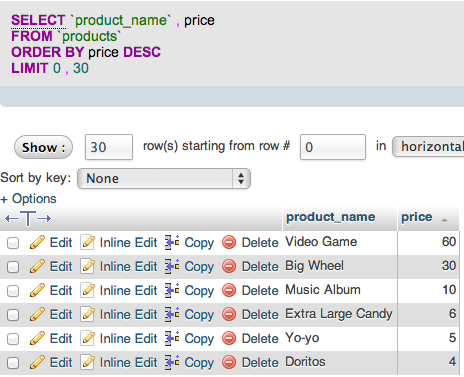 SELECT `product_name` , price
FROM `products`
ORDER BY price DESC
LIMIT 0 , 30
Show : 30 row(s) starting from row # 0 in horizontal
Sort by key: None
+ Options
product_name price
Edit Inline Edit Copy Delete Video Game 60
Edit Inline Edit Copy Delete Big Wheel 30
Edit Inline Edit Copy Delete Music Album 10
Edit Inline Edit Copy Delete Extra Large Candy 6
Edit Inline Edit Copy Delete Yo-yo 5
Edit Inline Edit Copy Delete Doritos 4